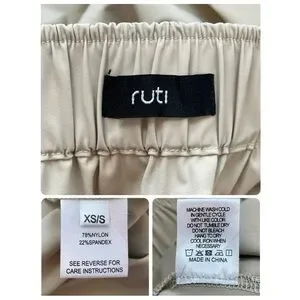 ruti
XS/S
78%NYLON
22%SPANDEX
SEE REVERSE FOR
CARE INSTRUCTIONS
MACHINE WASH COLD
IN GENTLE CYCLE
WITH LIKE COLOR
DO NOT TUMBLE DRY
DO NOT BLEACH
HANG TO DRY
COOL IRON WHEN
NECESSARY
MADE IN CHINA